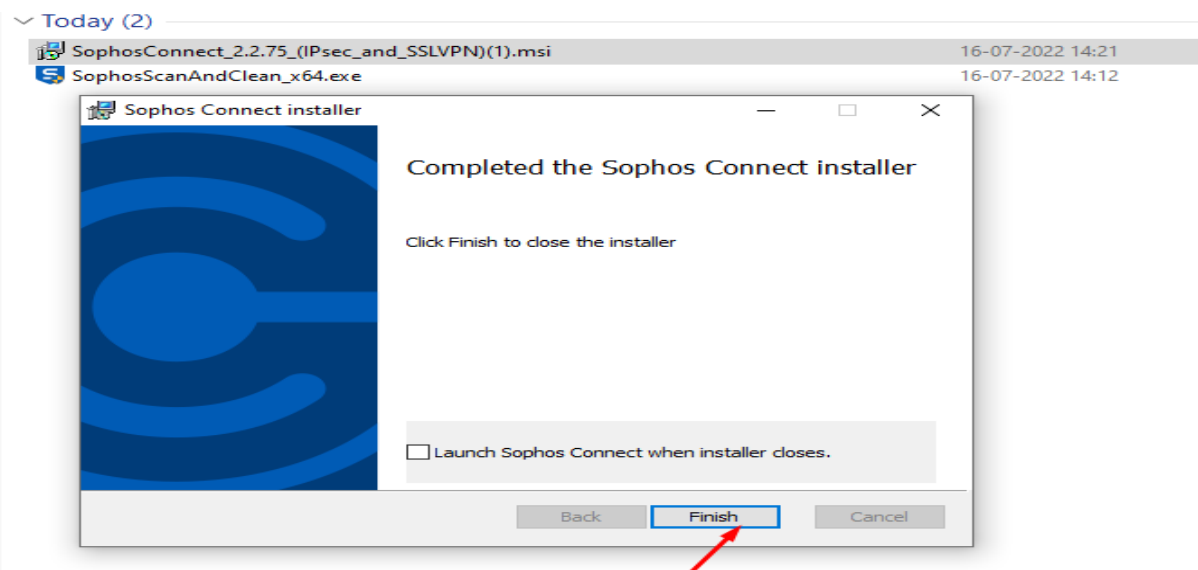 Today (2)
SophosConnect_2.2.75_(IPsec_and_SSLVPN)(1).msi 16-07-2022 14:21
SophosScanAndClean_x64.exe 16-07-2022 14:12
Sophos Connect installer
Completed the Sophos Connect installer
Click Finish to close the installer
Launch Sophos Connect when installer closes.
Back Finish Cancel